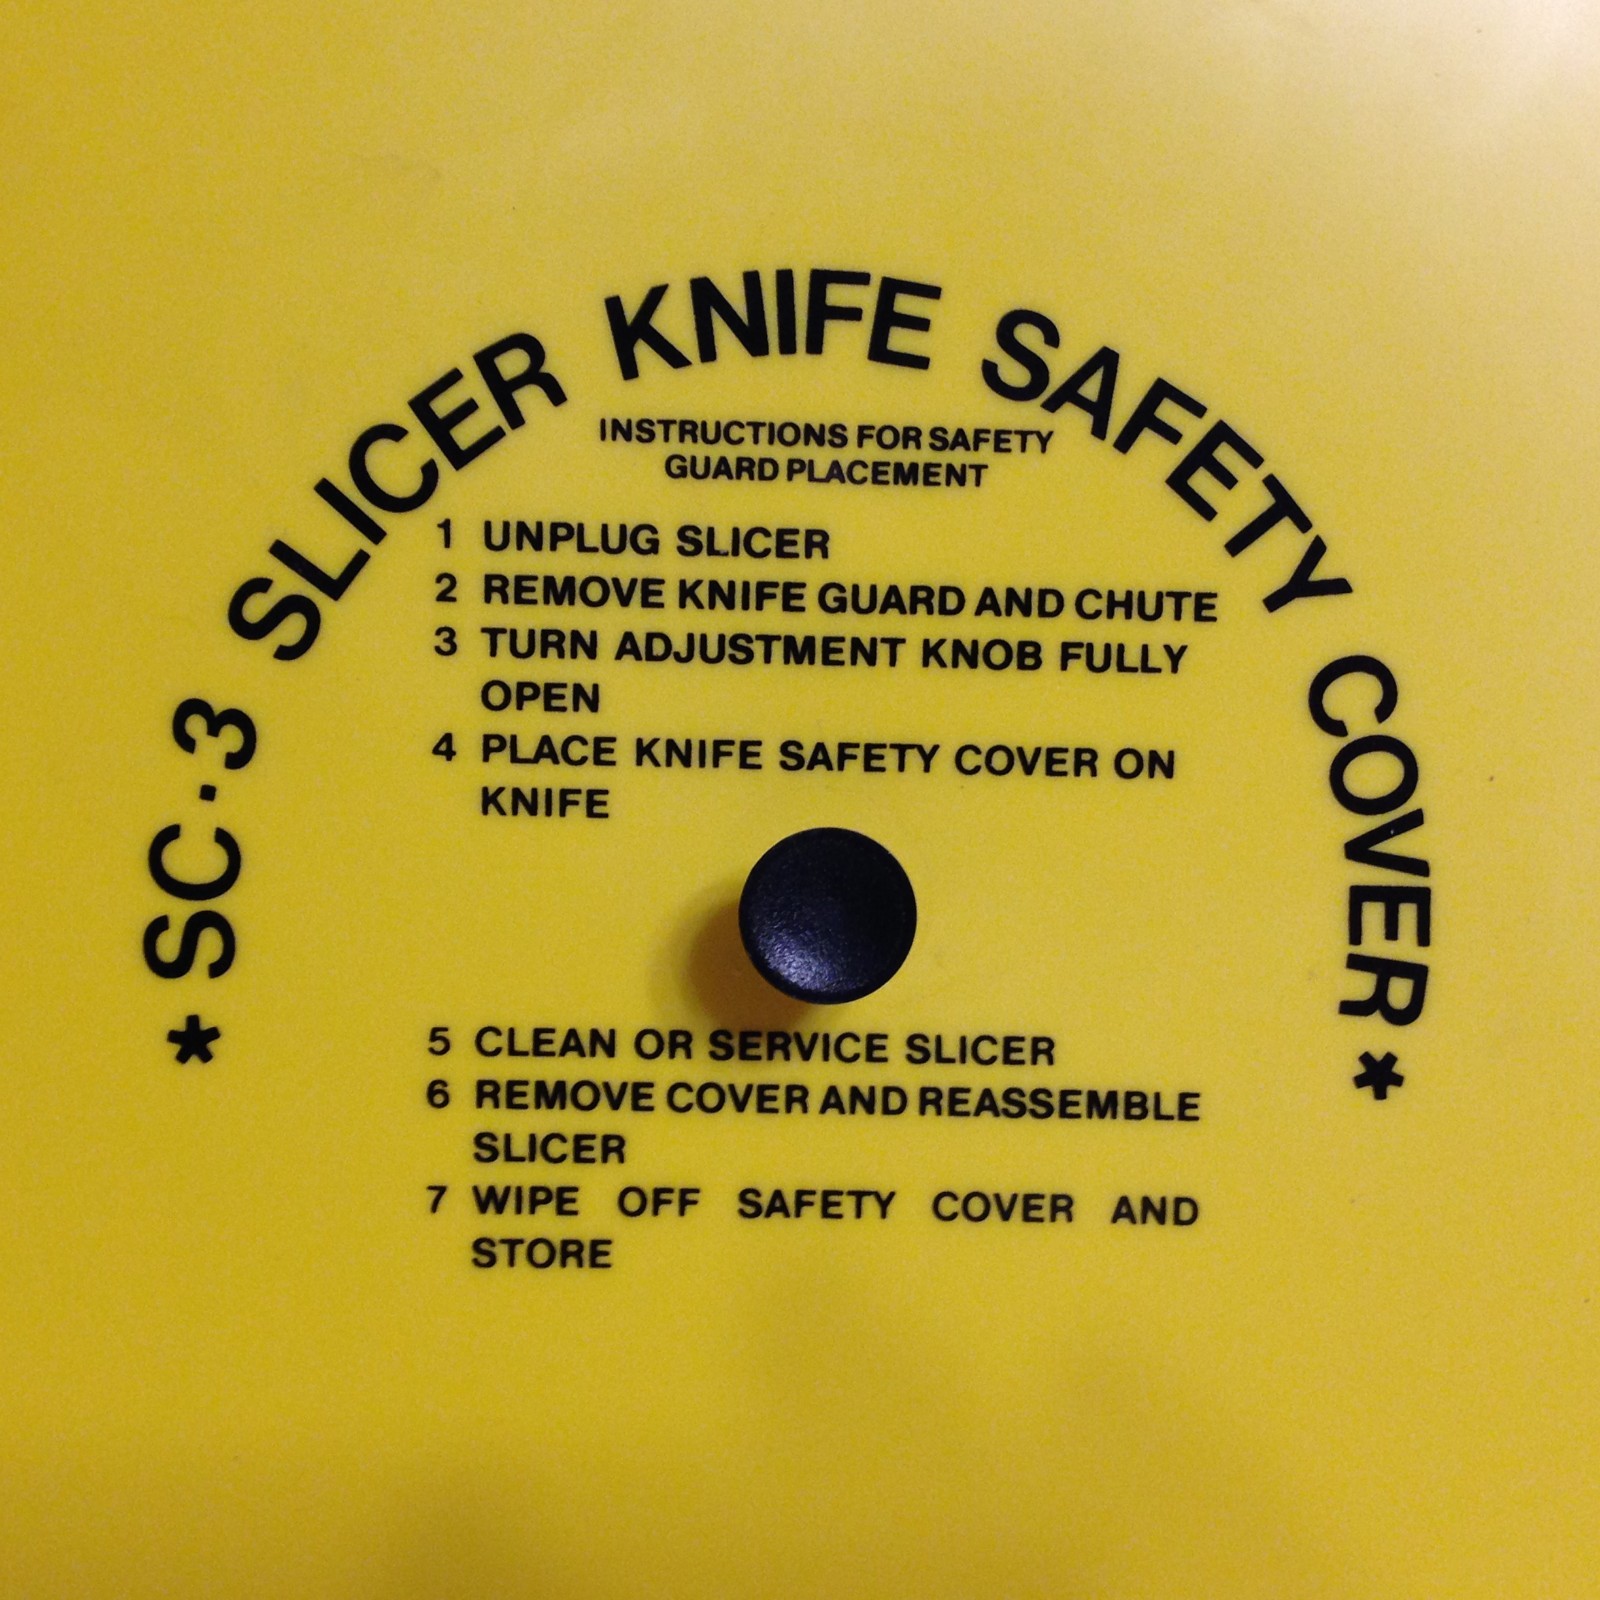 * SC·3 SLICER KNIFE SAFETY COVER *
INSTRUCTIONS FOR SAFETY
GUARD PLACEMENT
1 UNPLUG SLICER
2 REMOVE KNIFE GUARD AND CHUTE
3 TURN ADJUSTMENT KNOB FULLY
OPEN
4 PLACE KNIFE SAFETY COVER ON
KNIFE
5 CLEAN OR SERVICE SLICER
6 REMOVE COVER AND REASSEMBLE
SLICER
7 WIPE OFF SAFETY COVER AND
STORE